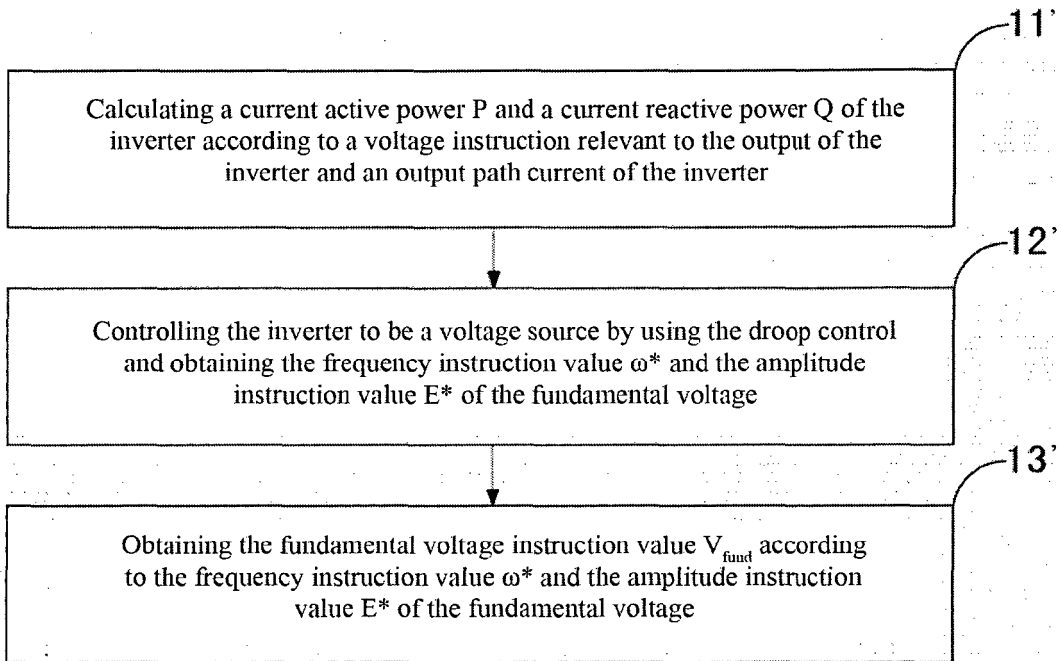 11'
Calculating a current active power P and a current reactive power Q of the
inverter according to a voltage instruction relevant to the output of the
inverter and an output path current of the inverter
12'
Controlling the inverter to be a voltage source by using the droop control
and obtaining the frequency instruction value ω* and the amplitude
instruction value E* of the fundamental voltage
13'
Obtaining the fundamental voltage instruction value V_fund according
to the frequency instruction value ω* and the amplitude instruction
value E* of the fundamental voltage